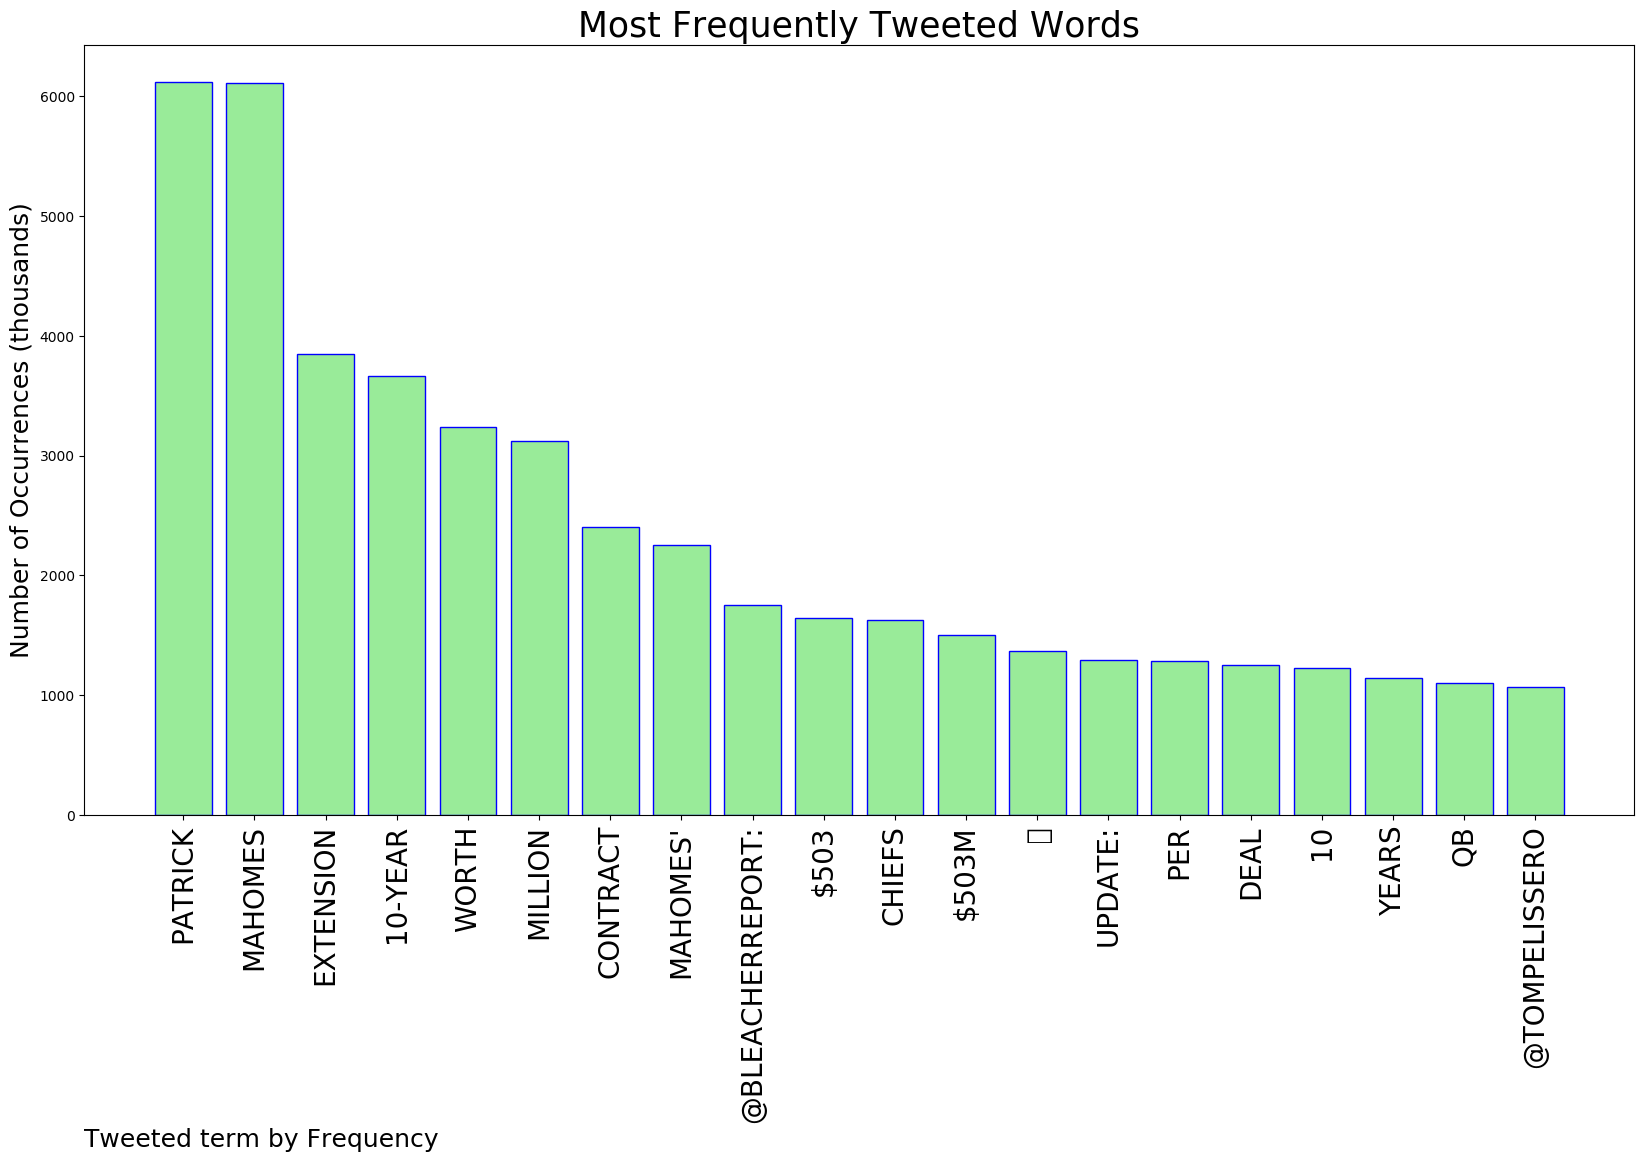 Most Frequently Tweeted Words
Number of Occurrences (thousands)
6000
5000
4000
3000
2000
1000
0
PATRICK
MAHOMES
EXTENSION
10-YEAR
WORTH
MILLION
CONTRACT
MAHOMES'
@BLEACHERREPORT:
$503
CHIEFS
$503M
UPDATE:
PER
DEAL
10
YEARS
QB
@TOMPELISSERO
Tweeted term by Frequency